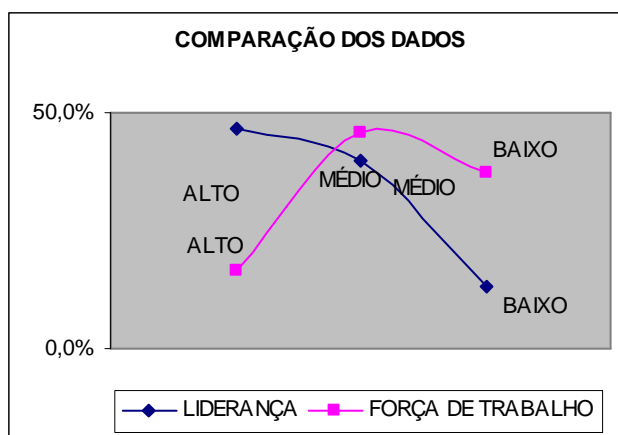 COMPARAÇÃO DOS DADOS
50,0%
BAIXO
MÉDIO MÉDIO
ALTO
ALTO
BAIXO
0,0%
LIDERANÇA FORÇA DE TRABALHO